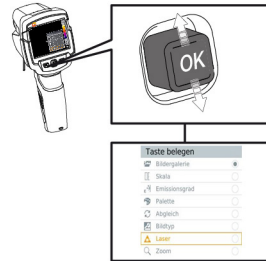 OK
Taste belegen
Bildergalerie
Skala
Emissionsgrad
Palette
Abgleich
Bildtyp
Laser
Zoom